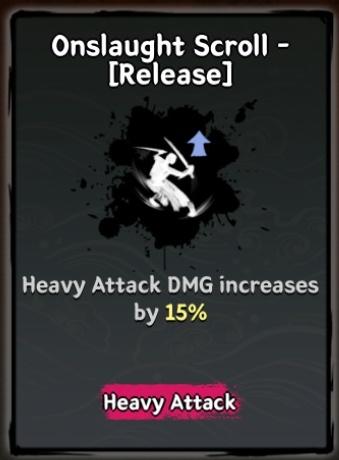 Onslaught Scroll -
[Release]
Heavy Attack DMG increases
by 15%
Heavy Attack